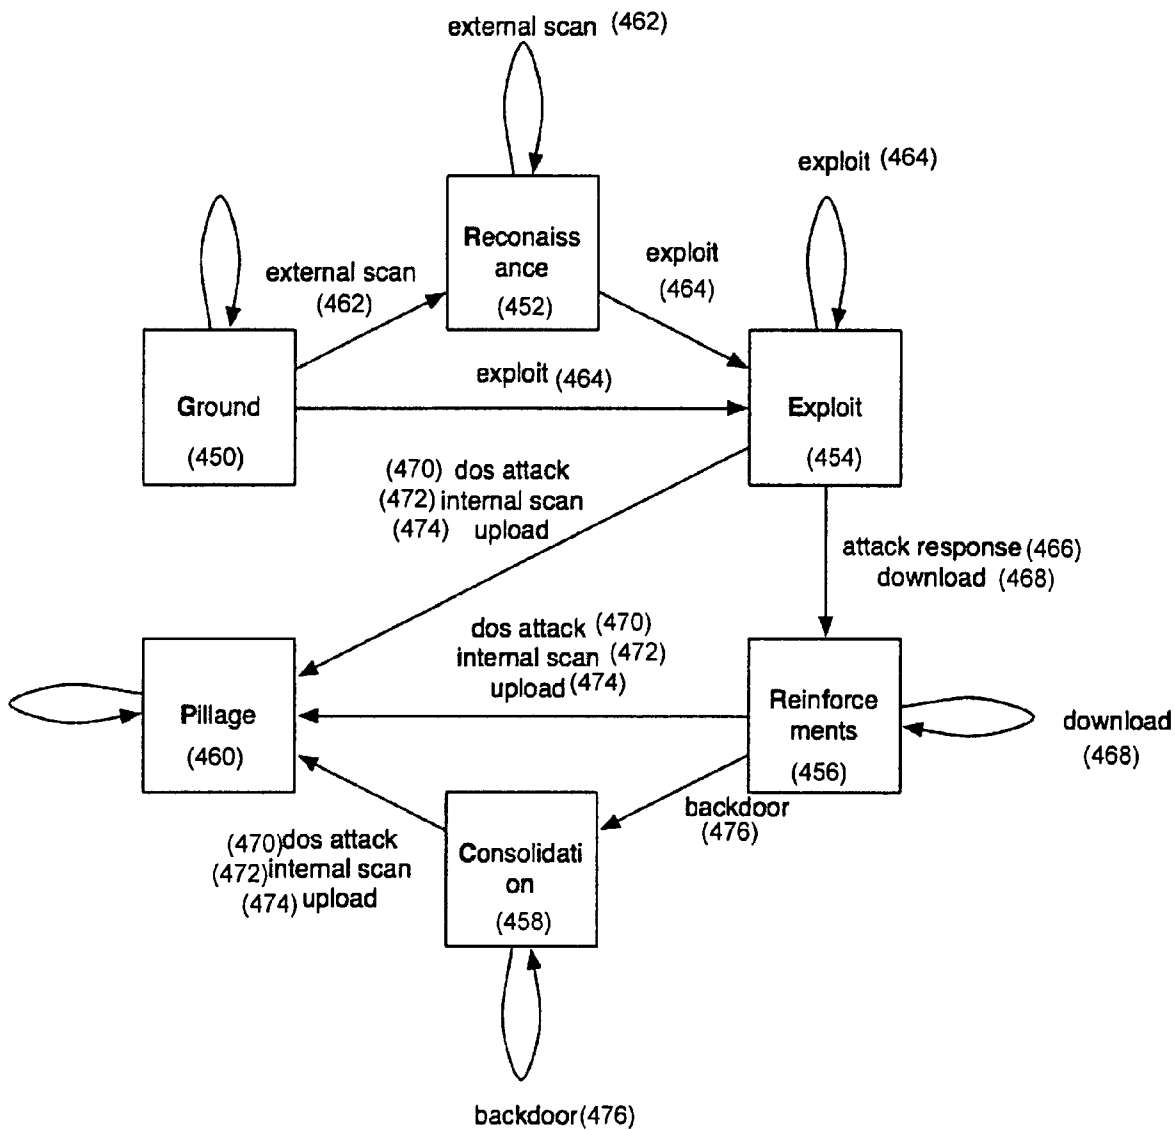 external scan (462)
exploit (464)
Reconaiss
ance
(452)
external scan
(462)
exploit
(464)
exploit (464)
Ground
(450)
Exploit
(454)
(470) dos attack
(472) internal scan
(474) upload
attack response (466)
download (468)
dos attack (470)
internal scan (472)
upload (474)
Pillage
(460)
Reinforce
ments
(456)
download
(468)
backdoor
(476)
(470) dos attack
(472) internal scan
(474) upload
Consolidati
on
(458)
backdoor (476)